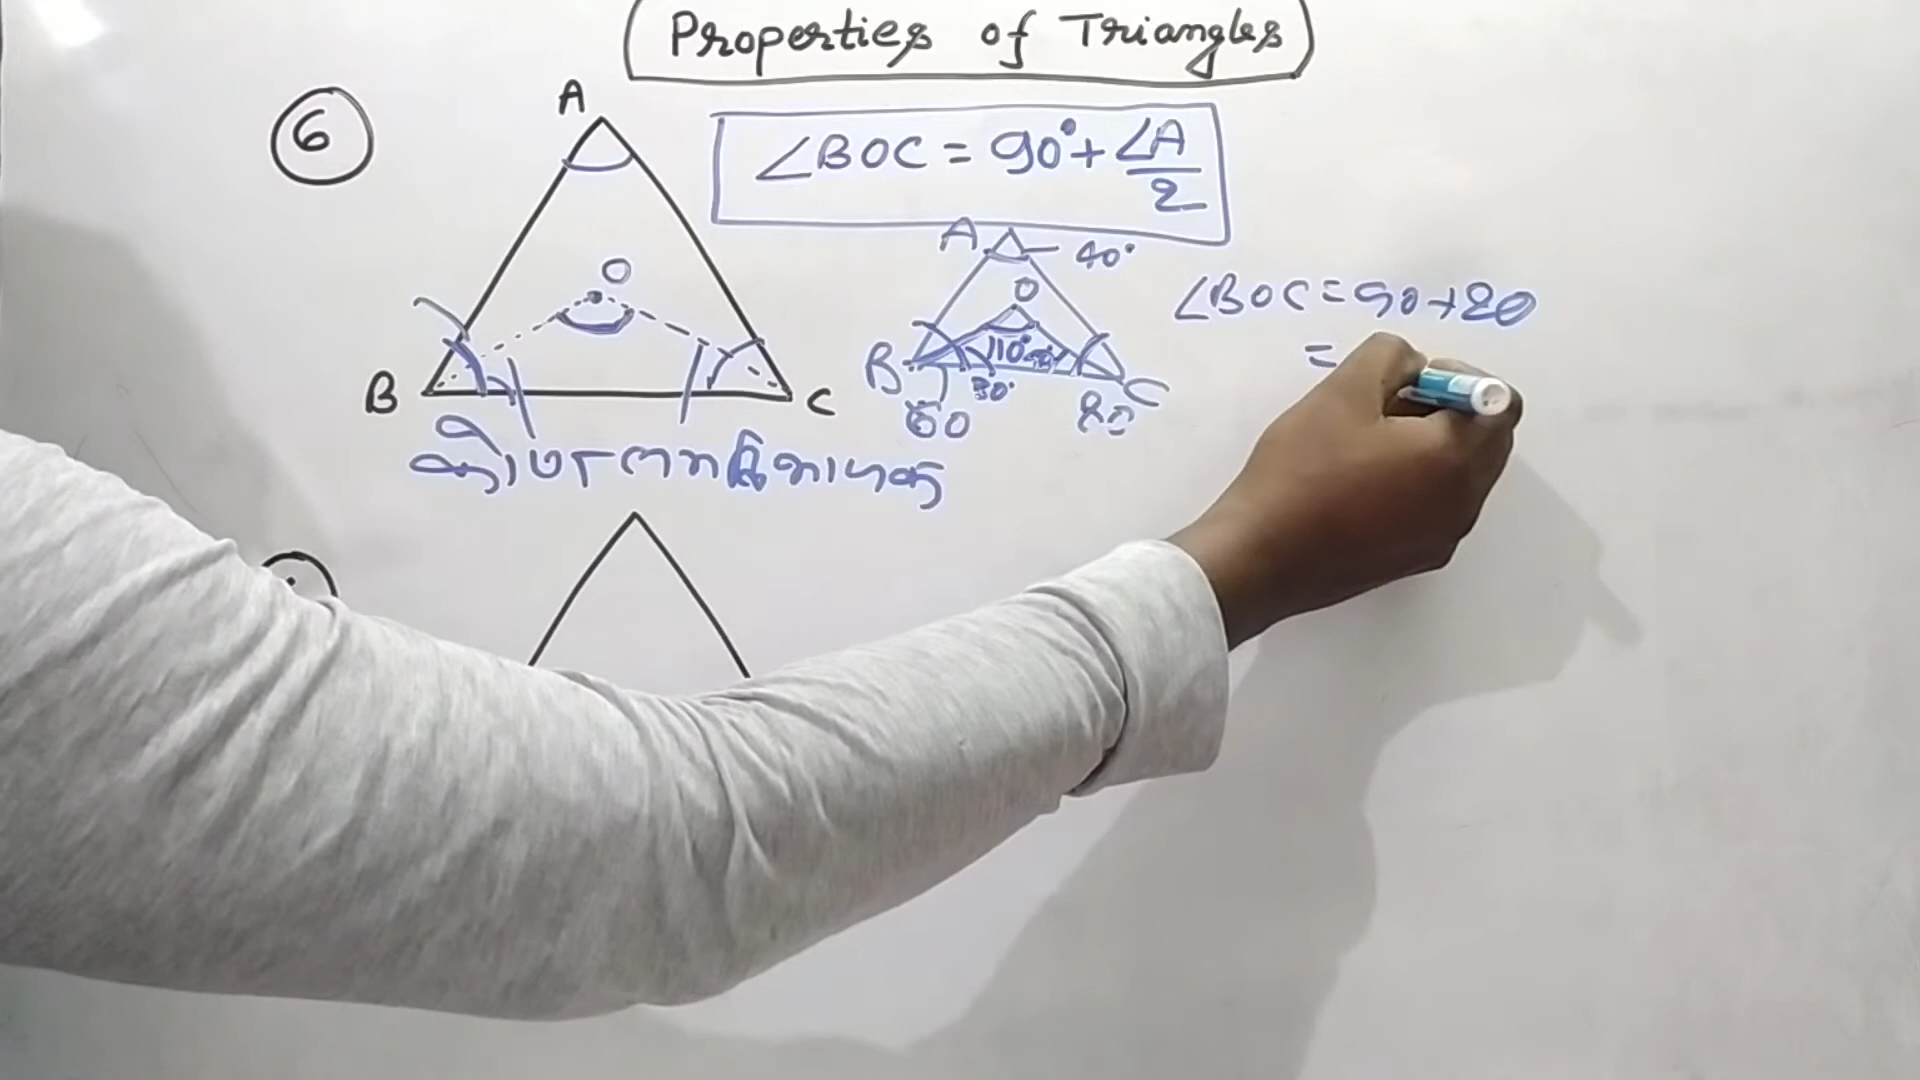 Properties of Triangles
6
A
∠BOC = 90° + ∠A/2
O
B
C
A
40°
O
110°
B
30°
C
60
80
∠BOC = 90+20
=